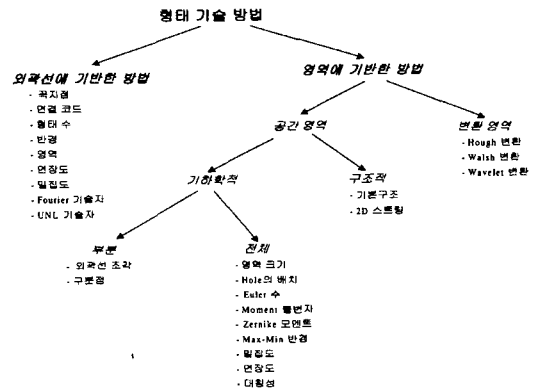 형태 기술 방법
외곽선에 기반한 방법
- 꼭지점
- 연결 코드
- 형태 수
- 반경
- 영역
- 연장도
- 밀집도
- Fourier 기술자
- UNL 기술자
영역에 기반한 방법
공간 영역
변환 영역
- Hough 변환
- Walsh 변환
- Wavelet 변환
기하학적
구조적
- 기본구조
- 2D 스트링
부분
- 외곽선 조각
- 구분점
전체
- 영역 크기
- Hole의 배치
- Euler 수
- Moment 불변자
- Zernike 모멘트
- Max-Min 반경
- 밀집도
- 연장도
- 대칭성